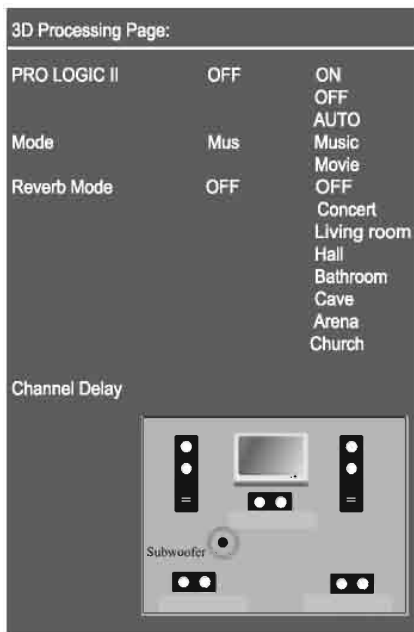 3D Processing Page:
PRO LOGIC II OFF ON
OFF
AUTO
Mode Mus Music
Movie
Reverb Mode OFF OFF
Concert
Living room
Hall
Bathroom
Cave
Arena
Church
Channel Delay
Subwoofer